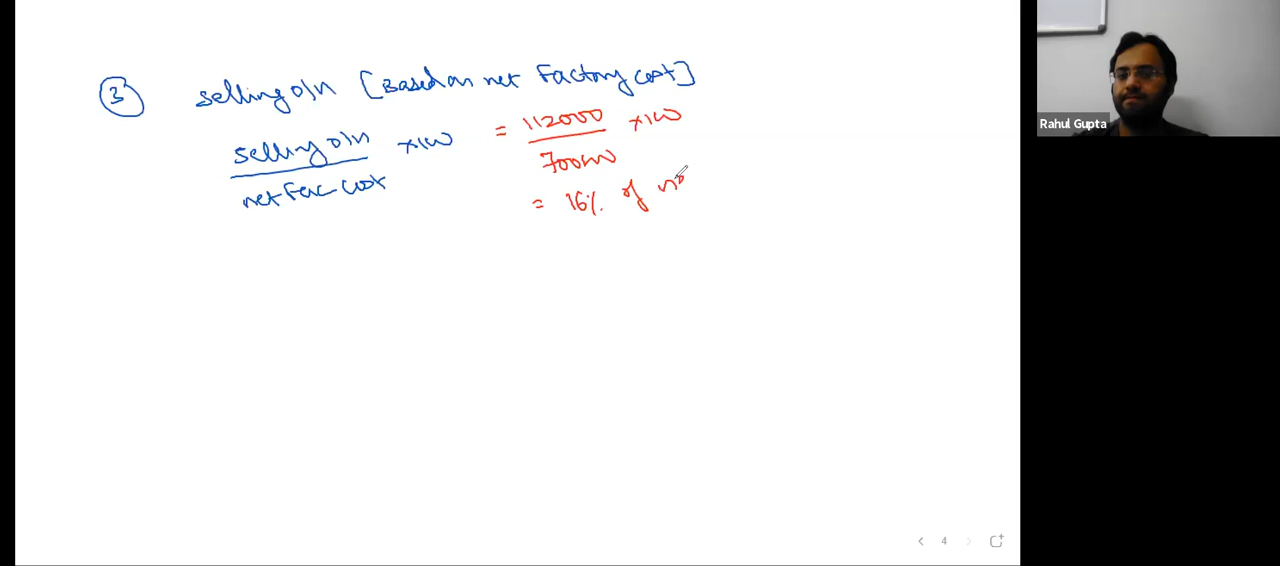 3 Selling O/H [Based on net Factory cost]
Selling O/H ×100 = 112000 ×100
net Fac cost 700000
= 16% of
Rahul Gupta
4